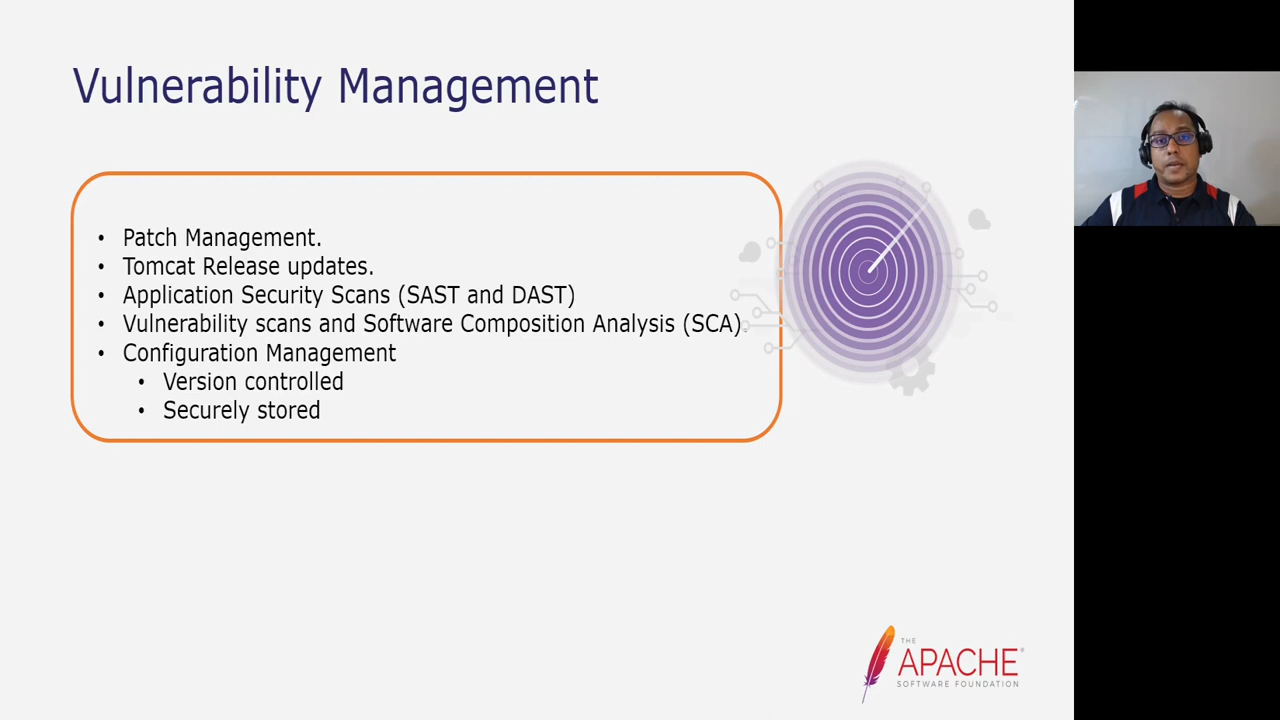 Vulnerability Management
• Patch Management.
• Tomcat Release updates.
• Application Security Scans (SAST and DAST)
• Vulnerability scans and Software Composition Analysis (SCA).
• Configuration Management
• Version controlled
• Securely stored
THE
APACHE®
SOFTWARE FOUNDATION